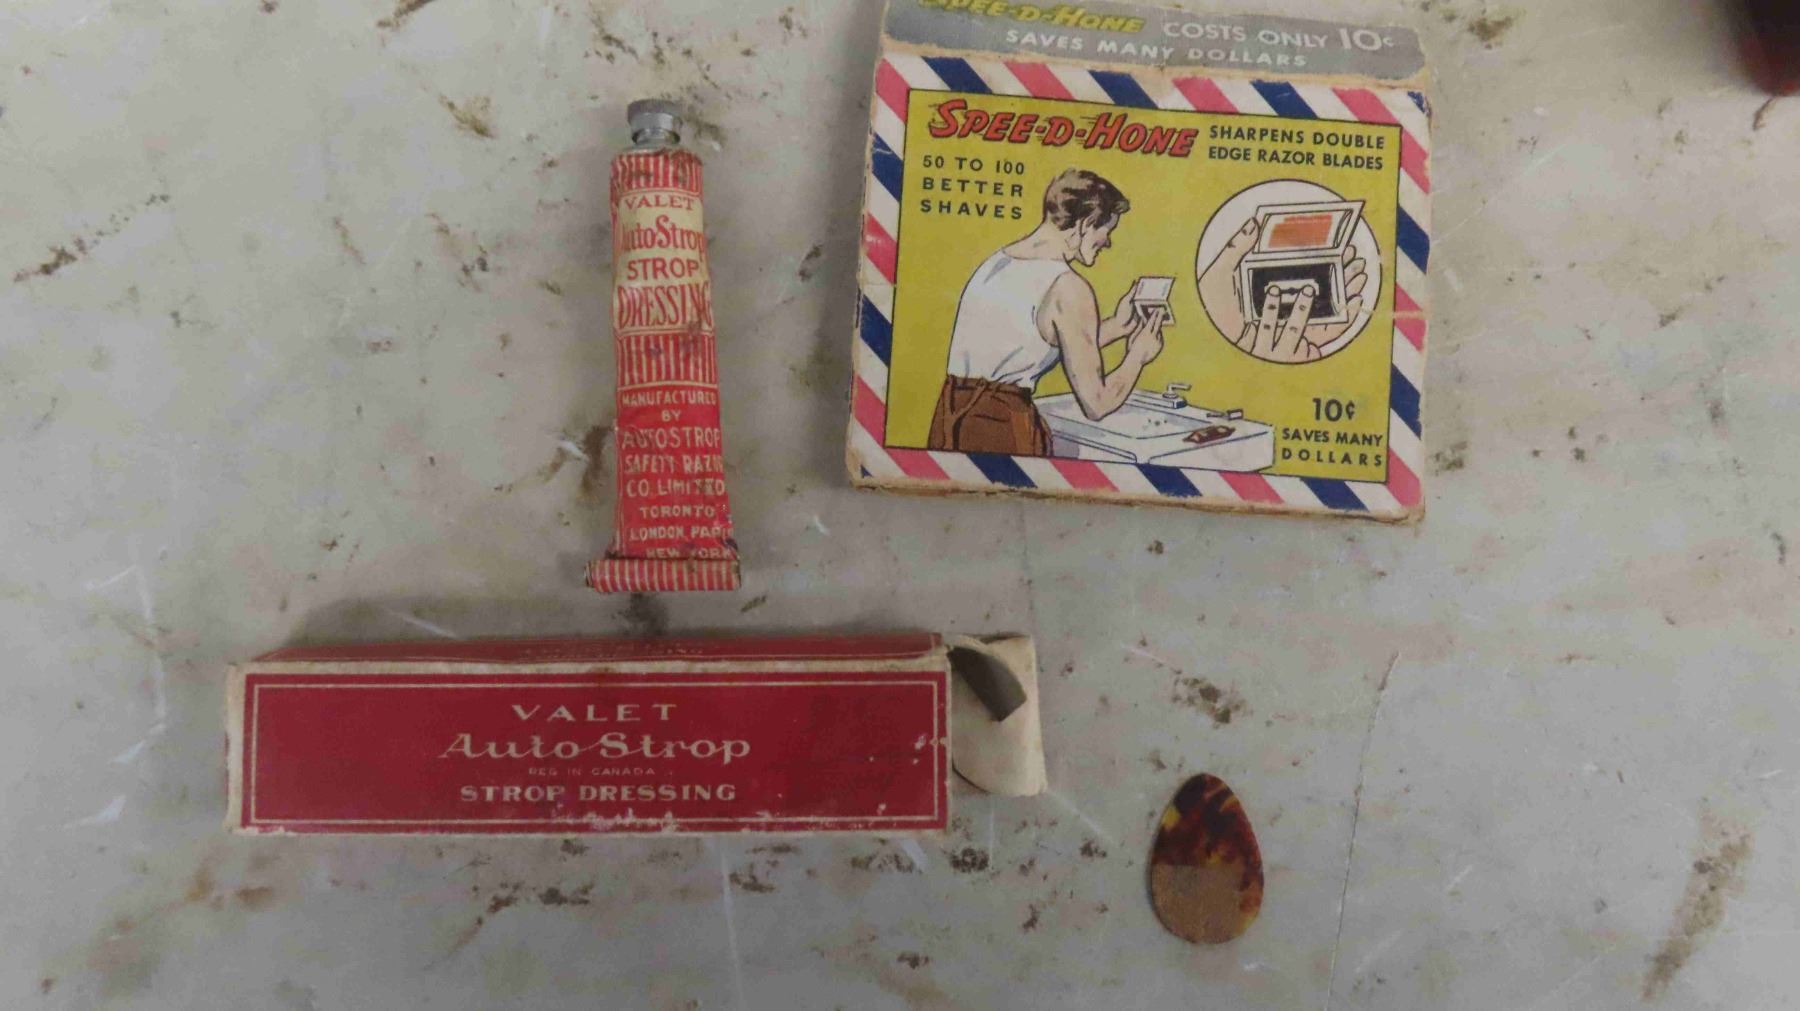 SPEE-D-HONE COSTS ONLY 10¢
SAVES MANY DOLLARS
SPEE-D-HONE
SHARPENS DOUBLE
EDGE RAZOR BLADES
50 TO 100
BETTER
SHAVES
10¢
SAVES MANY
DOLLARS
VALET
AutoStrop
STROP
DRESSING
MANUFACTURED
BY
AUTOSTROP
SAFETY RAZO
CO. LIMITED
TORONTO
LONDON, PARI
NEW YORK
VALET
AutoStrop
REG. IN CANADA.
STROP DRESSING